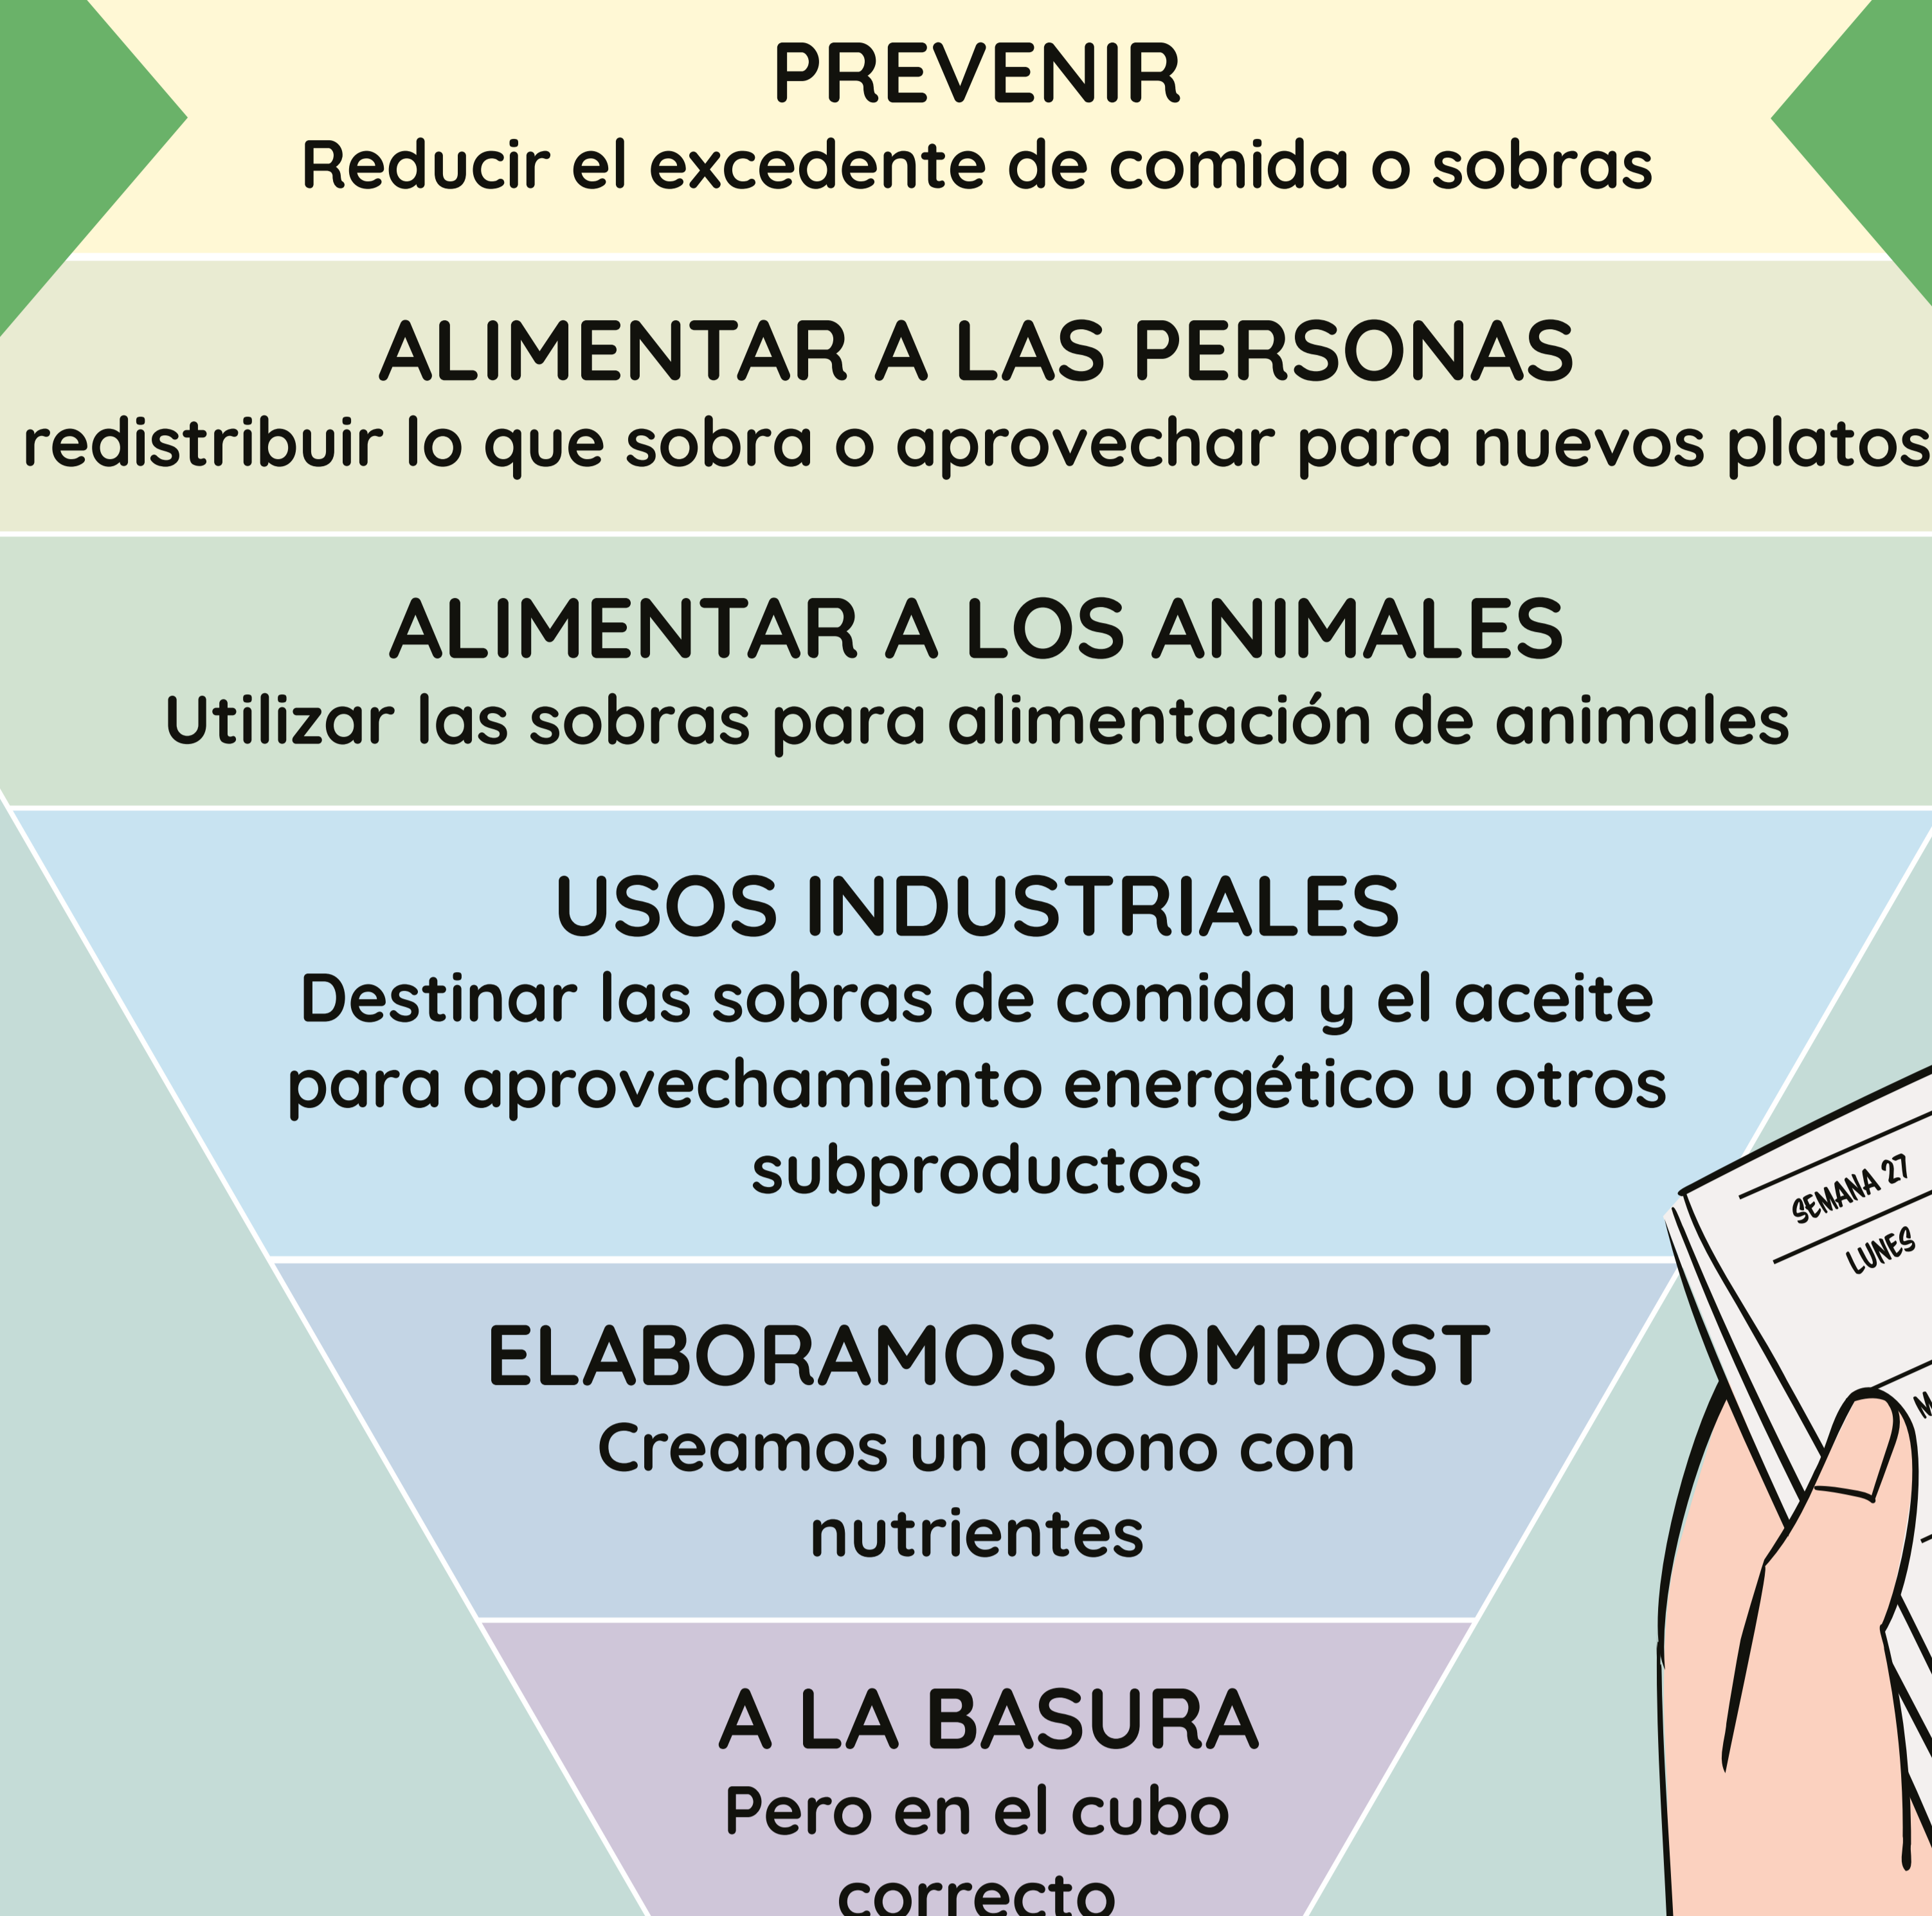 PREVENIR
Reducir el excedente de comida o sobras
ALIMENTAR A LAS PERSONAS
redistribuir lo que sobra o aprovechar para nuevos platos
ALIMENTAR A LOS ANIMALES
Utilizar las sobras para alimentación de animales
USOS INDUSTRIALES
Destinar las sobras de comida y el aceite
para aprovechamiento energético u otros
subproductos
SEMANA 27
LUNES
ELABORAMOS COMPOST
Creamos un abono con
nutrientes
A LA BASURA
Pero en el cubo
correcto